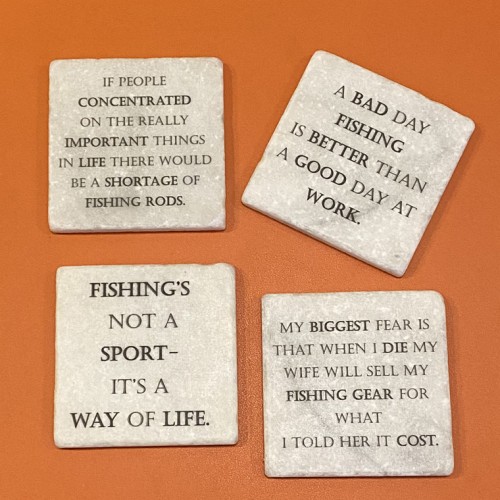 IF PEOPLE
CONCENTRATED
ON THE REALLY
IMPORTANT THINGS
IN LIFE THERE WOULD
BE A SHORTAGE OF
FISHING RODS.
A BAD DAY
FISHING
IS BETTER THAN
A GOOD DAY AT
WORK.
FISHING'S
NOT A
SPORT–
IT'S A
WAY OF LIFE.
MY BIGGEST FEAR IS
THAT WHEN I DIE MY
WIFE WILL SELL MY
FISHING GEAR FOR
WHAT
I TOLD HER IT COST.